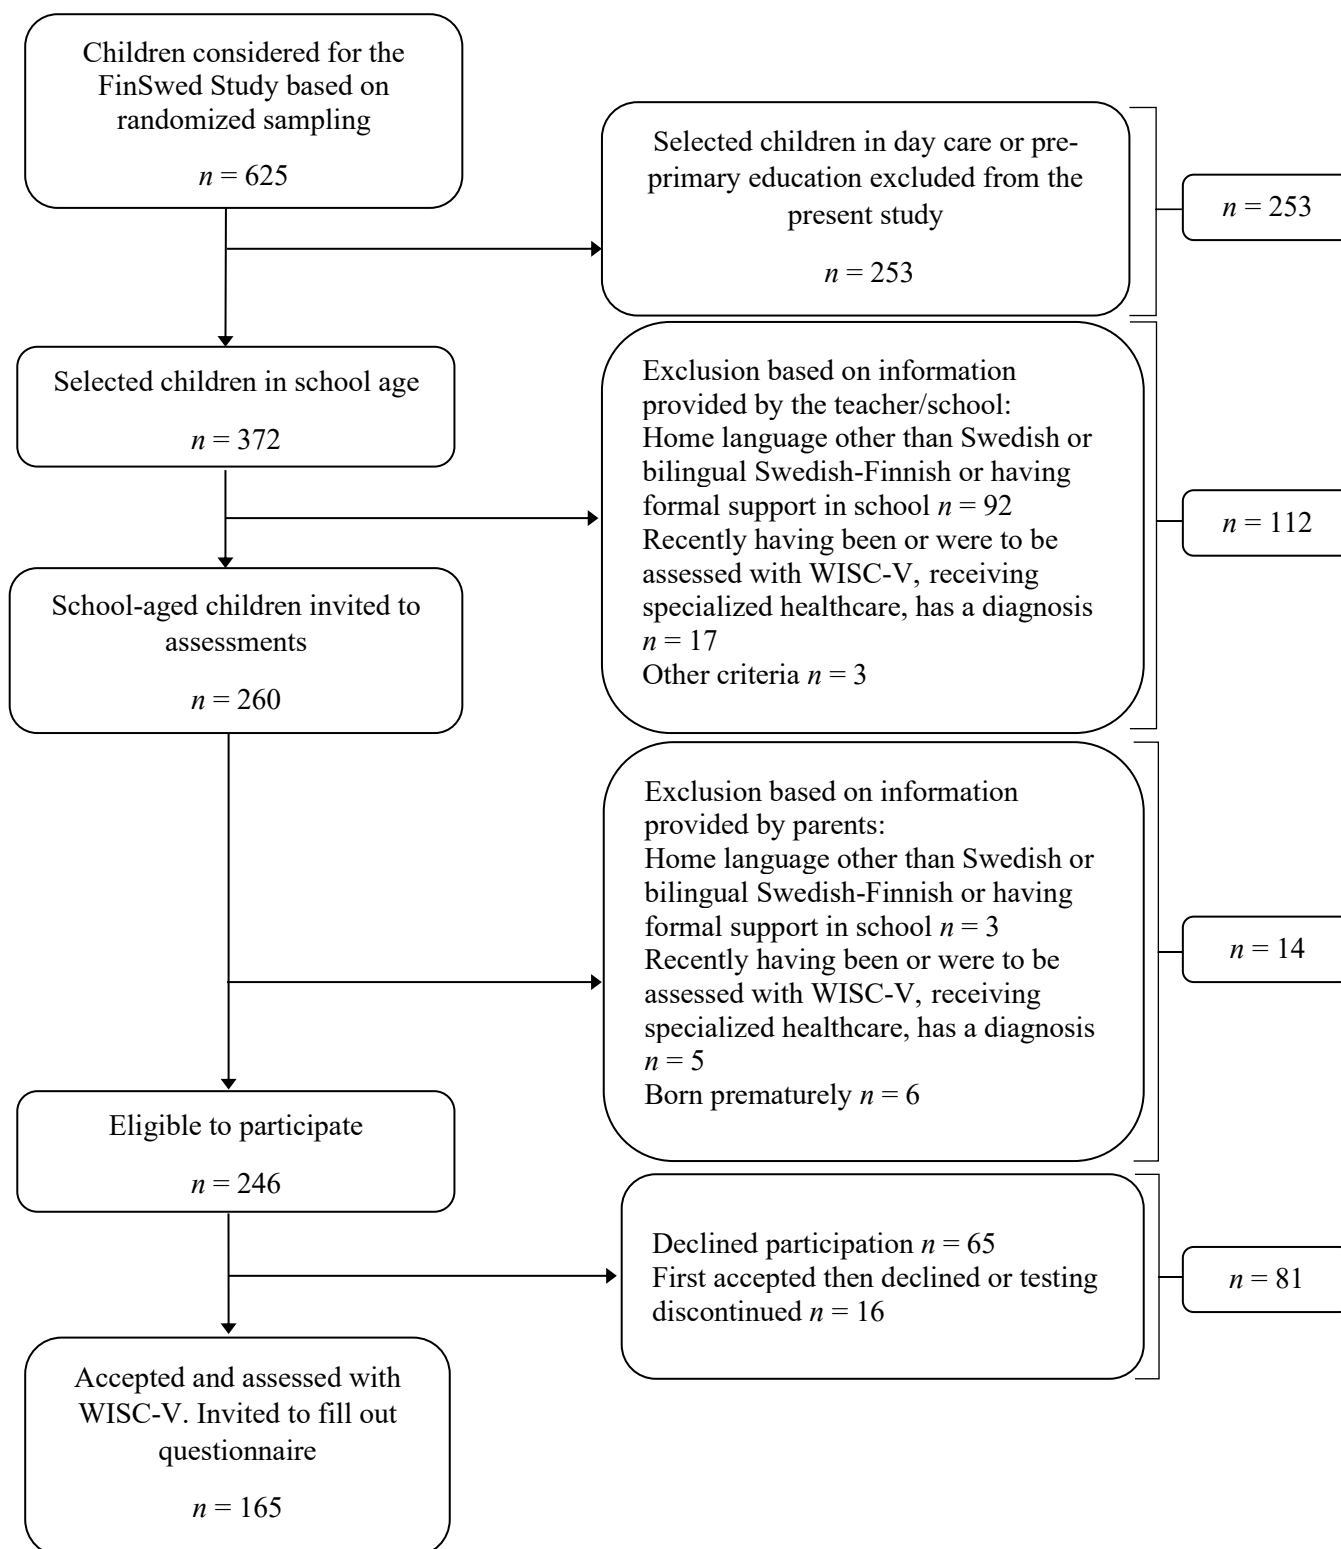 Children considered for the
FinSwed Study based on
randomized sampling
n = 625
Selected children in day care or pre-
primary education excluded from the
present study
n = 253
n = 253
Selected children in school age
n = 372
Exclusion based on information
provided by the teacher/school:
Home language other than Swedish or
bilingual Swedish-Finnish or having
formal support in school n = 92
Recently having been or were to be
assessed with WISC-V, receiving
specialized healthcare, has a diagnosis
n = 17
Other criteria n = 3
n = 112
School-aged children invited to
assessments
n = 260
Exclusion based on information
provided by parents:
Home language other than Swedish or
bilingual Swedish-Finnish or having
formal support in school n = 3
Recently having been or were to be
assessed with WISC-V, receiving
specialized healthcare, has a diagnosis
n = 5
Born prematurely n = 6
n = 14
Eligible to participate
n = 246
Declined participation n = 65
First accepted then declined or testing
discontinued n = 16
n = 81
Accepted and assessed with
WISC-V. Invited to fill out
questionnaire
n = 165